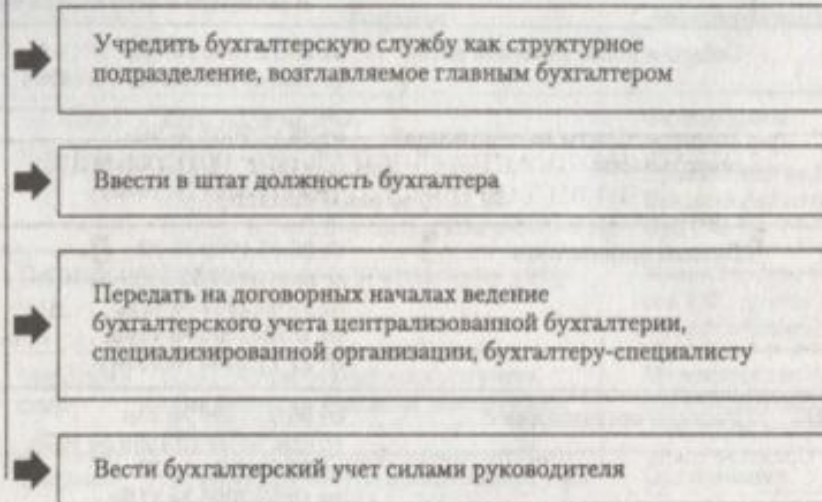 Учредить бухгалтерскую службу как структурное
подразделение, возглавляемое главным бухгалтером
Ввести в штат должность бухгалтера
Передать на договорных началах ведение
бухгалтерского учета централизованной бухгалтерии,
специализированной организации, бухгалтеру-специалисту
Вести бухгалтерский учет силами руководителя